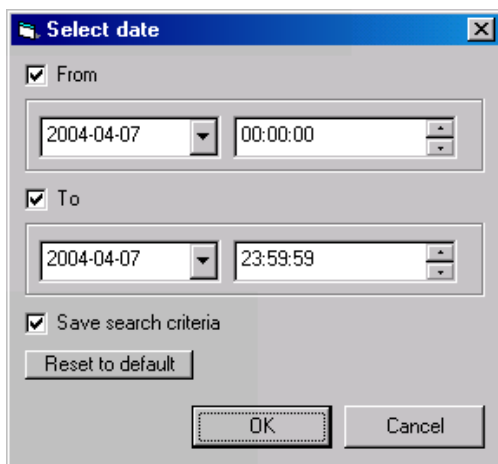 Select date
From
2004-04-07 00:00:00
To
2004-04-07 23:59:59
Save search criteria
Reset to default
OK Cancel